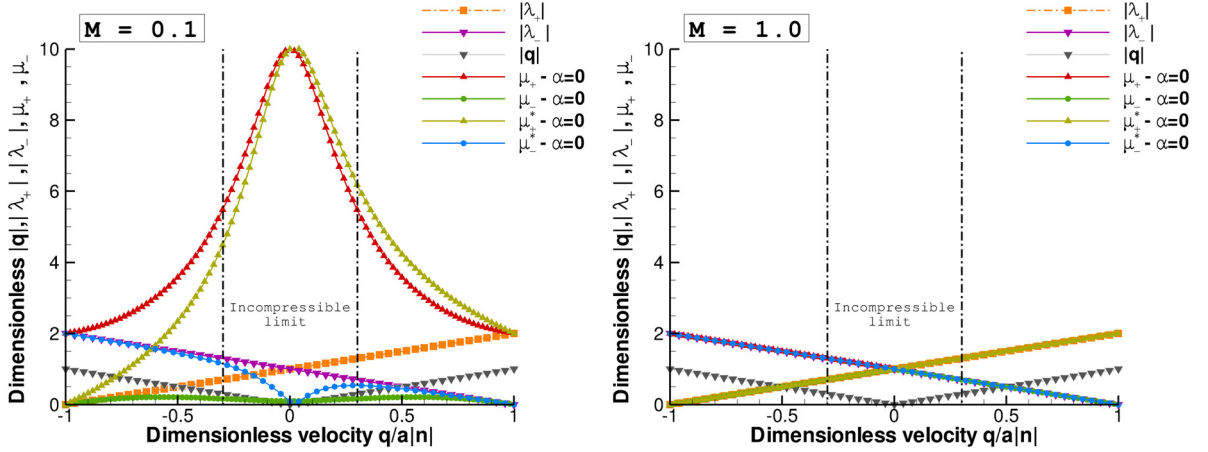 M = 0.1
|λ₊|
|λ₋|
|q|
μ₊ - α=0
μ₋ - α=0
μ₊* - α=0
μ₋* - α=0
Dimensionless |q|,|λ₊|,|λ₋|, μ₊, μ₋
10
8
6
4
2
0
Incompressible
limit
-1 -0.5 0 0.5 1
Dimensionless velocity q/a|n|
M = 1.0
|λ₊|
|λ₋|
|q|
μ₊ - α=0
μ₋ - α=0
μ₊* - α=0
μ₋* - α=0
Dimensionless |q|,|λ₊|,|λ₋|, μ₊, μ₋
10
8
6
4
2
0
Incompressible
limit
-1 -0.5 0 0.5 1
Dimensionless velocity q/a|n|